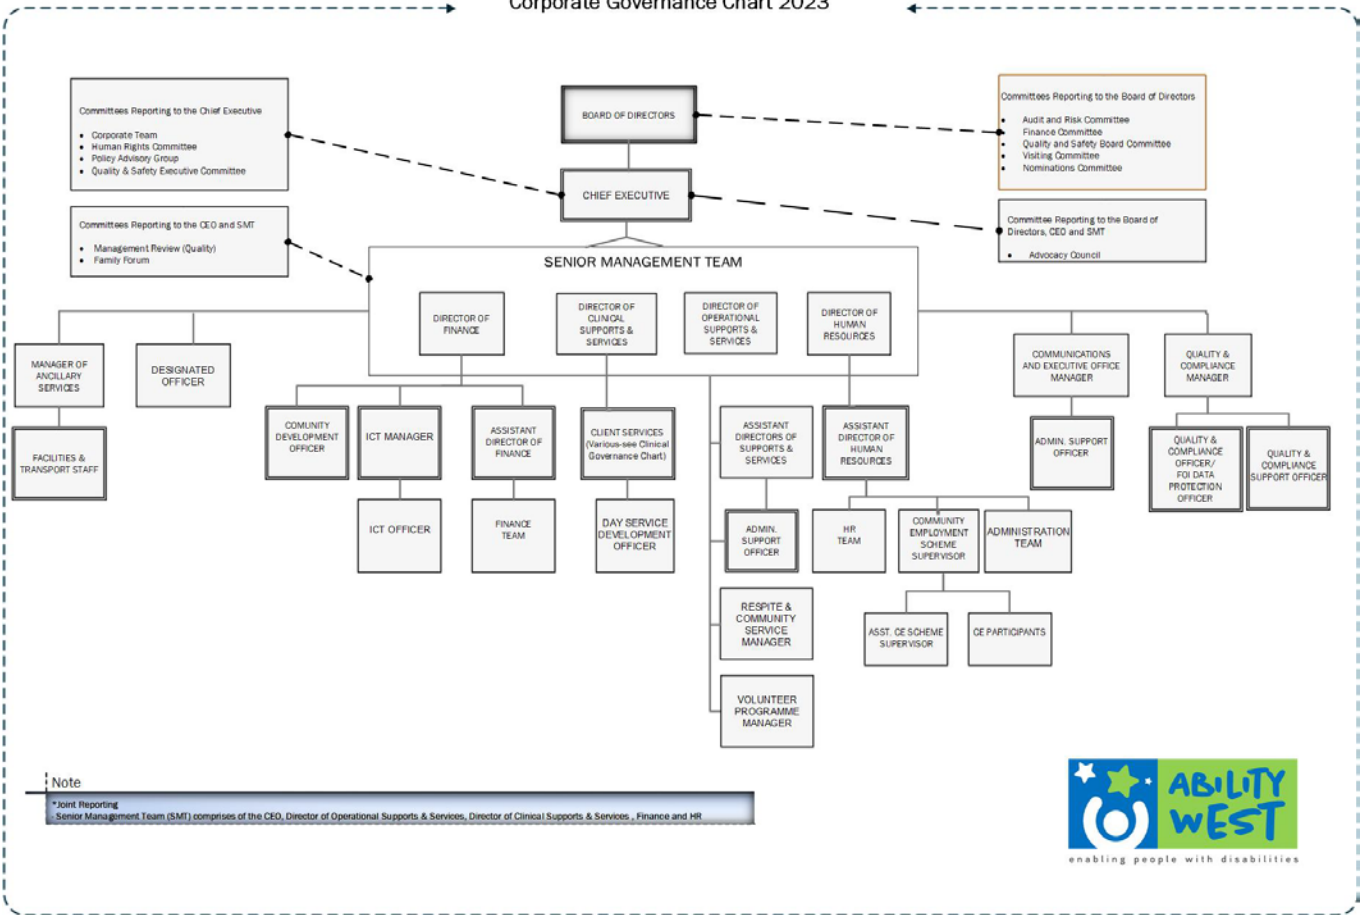 Corporate Governance Chart 2023
Committees Reporting to the Chief Executive
• Corporate Team
• Human Rights Committee
• Policy Advisory Group
• Quality & Safety Executive Committee
BOARD OF DIRECTORS
Committees Reporting to the Board of Directors
• Audit and Risk Committee
• Finance Committee
• Quality and Safety Board Committee
• Visiting Committee
• Nominations Committee
CHIEF EXECUTIVE
Committees Reporting to the CEO and SMT
• Management Review (Quality)
• Family Forum
Committee Reporting to the Board of
Directors, CEO and SMT
• Advocacy Council
SENIOR MANAGEMENT TEAM
DIRECTOR OF
FINANCE
DIRECTOR OF
CLINICAL
SUPPORTS &
SERVICES
DIRECTOR OF
OPERATIONAL
SUPPORTS &
SERVICES
DIRECTOR OF
HUMAN
RESOURCES
MANAGER OF
ANCILLARY
SERVICES
DESIGNATED
OFFICER
COMMUNICATIONS
AND EXECUTIVE OFFICE
MANAGER
QUALITY &
COMPLIANCE
MANAGER
COMUNITY
DEVELOPMENT
OFFICER
ICT MANAGER
ASSISTANT
DIRECTOR OF
FINANCE
CLIENT SERVICES
(Various-see Clinical
Governance Chart)
ASSISTANT
DIRECTORS OF
SUPPORTS &
SERVICES
ASSISTANT
DIRECTOR OF
HUMAN
RESOURCES
ADMIN. SUPPORT
OFFICER
FACILITIES &
TRANSPORT STAFF
QUALITY &
COMPLIANCE
OFFICER/
FOI DATA
PROTECTION
OFFICER
QUALITY &
COMPLIANCE
SUPPORT OFFICER
ICT OFFICER
FINANCE
TEAM
DAY SERVICE
DEVELOPMENT
OFFICER
ADMIN.
SUPPORT
OFFICER
HR
TEAM
COMMUNITY
EMPLOYMENT
SCHEME
SUPERVISOR
ADMINISTRATION
TEAM
RESPITE &
COMMUNITY
SERVICE
MANAGER
ASST. CE SCHEME
SUPERVISOR
CE PARTICIPANTS
VOLUNTEER
PROGRAMME
MANAGER
Note
*Joint Reporting
- Senior Management Team (SMT) comprises of the CEO, Director of Operational Supports & Services, Director of Clinical Supports & Services , Finance and HR
ABILITY
WEST
enabling people with disabilities